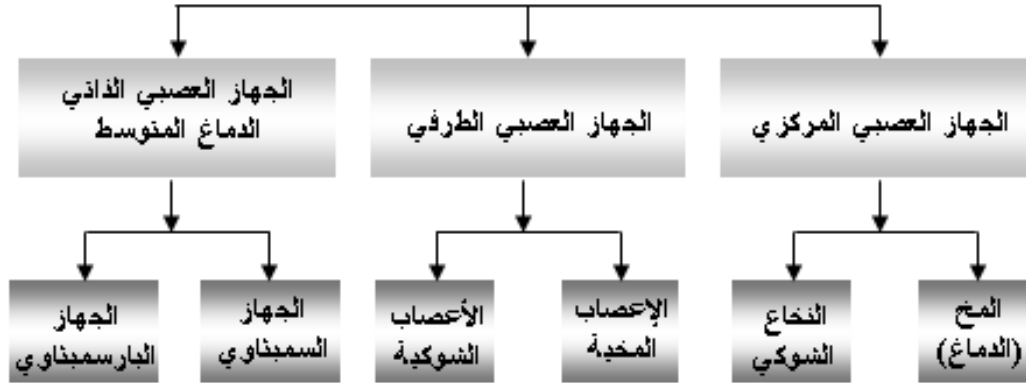 الجهاز العصبي المركزي
الجهاز العصبي الطرفي
الجهاز العصبي الذاتي
الدماغ المتوسط
المخ
(الدماغ)
النخاع
الشوكي
الإعصاب
المخية
الأعصاب
الشوكية
الجهاز
السمبثاوي
الجهاز
البارسمبثاوي